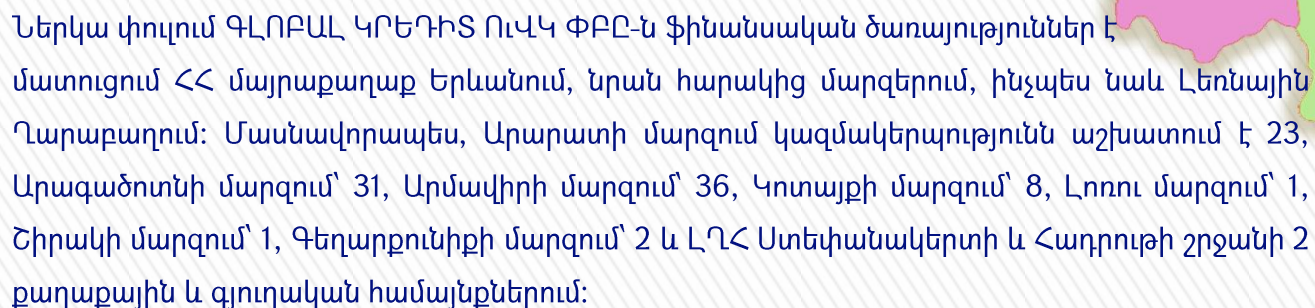 Ներկա փուլում ԳԼՈԲԱԼ ԿՐԵԴԻՏ ՈւՎԿ ՓԲԸ-ն ֆինանսական ծառայություններ է
մատուցում ՀՀ մայրաքաղաք Երևանում, նրան հարակից մարզերում, ինչպես նաև Լեռնային
Ղարաբաղում: Մասնավորապես, Արարատի մարզում կազմակերպությունն աշխատում է 23,
Արագածոտնի մարզում՝ 31, Արմավիրի մարզում՝ 36, Կոտայքի մարզում՝ 8, Լոռու մարզում՝ 1,
Շիրակի մարզում՝ 1, Գեղարքունիքի մարզում՝ 2 և ԼՂՀ Ստեփանակերտի և Հադրութի շրջանի 2
քաղաքային և գյուղական համայնքներում: